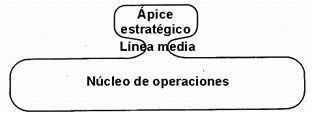 Ápice
estratégico
Línea media
Núcleo de operaciones